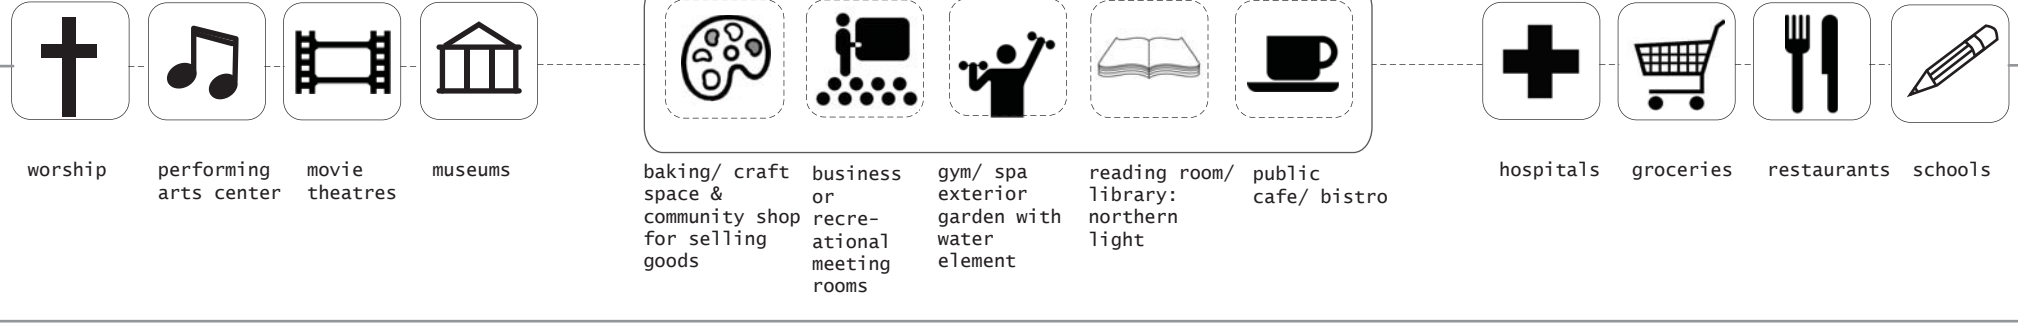 worship
performing
arts center
movie
theatres
museums
baking/ craft
space &
community shop
for selling
goods
business
or
recre-
ational
meeting
rooms
gym/ spa
exterior
garden with
water
element
reading room/
library:
northern
light
public
cafe/ bistro
hospitals
groceries
restaurants
schools